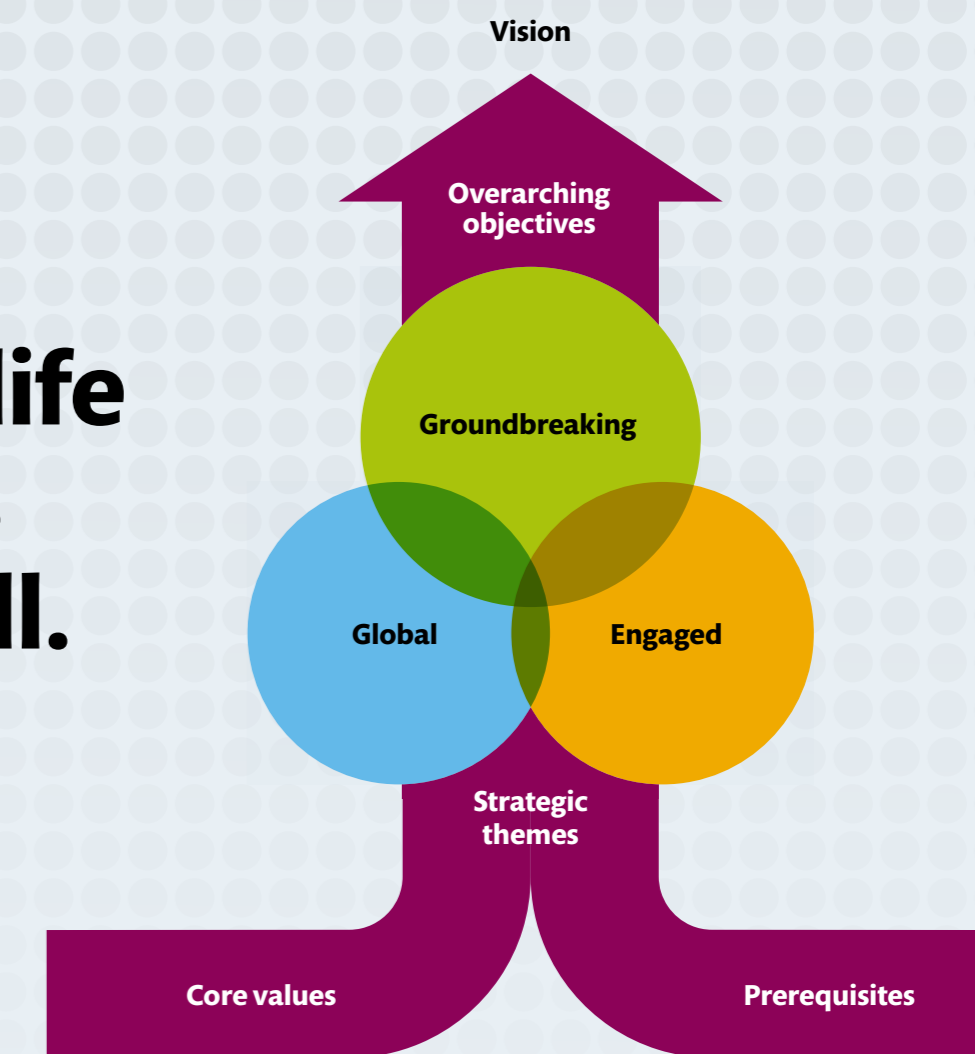 Vision
Overarching
objectives
life
Groundbreaking
ll.
Global
Engaged
Strategic
themes
Core values
Prerequisites